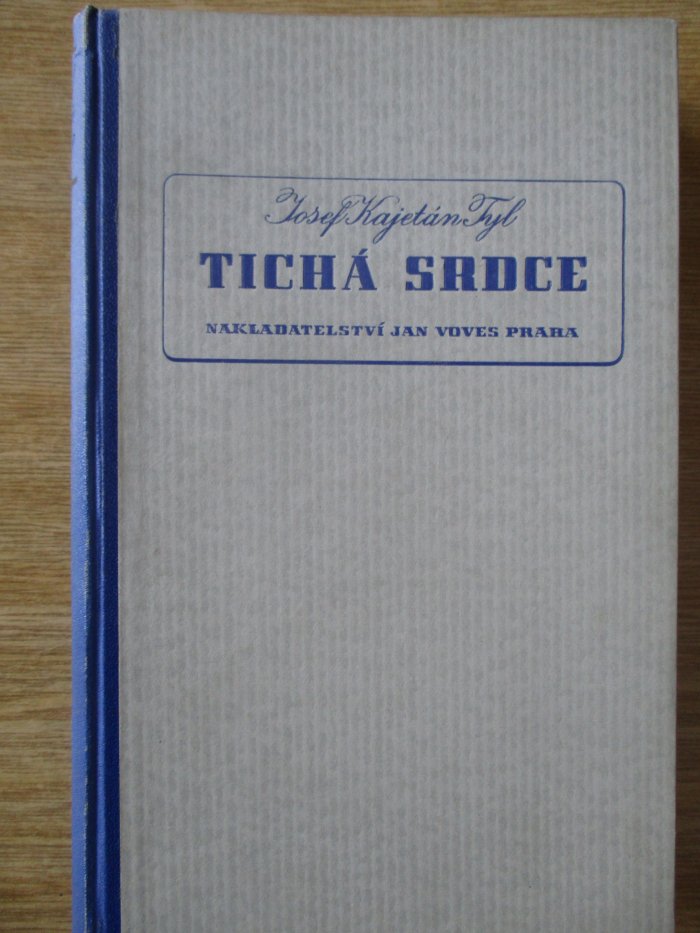 Josef Kajetán Tyl
TICHÁ SRDCE
NAKLADATELSTVÍ JAN VOVES PRAHA